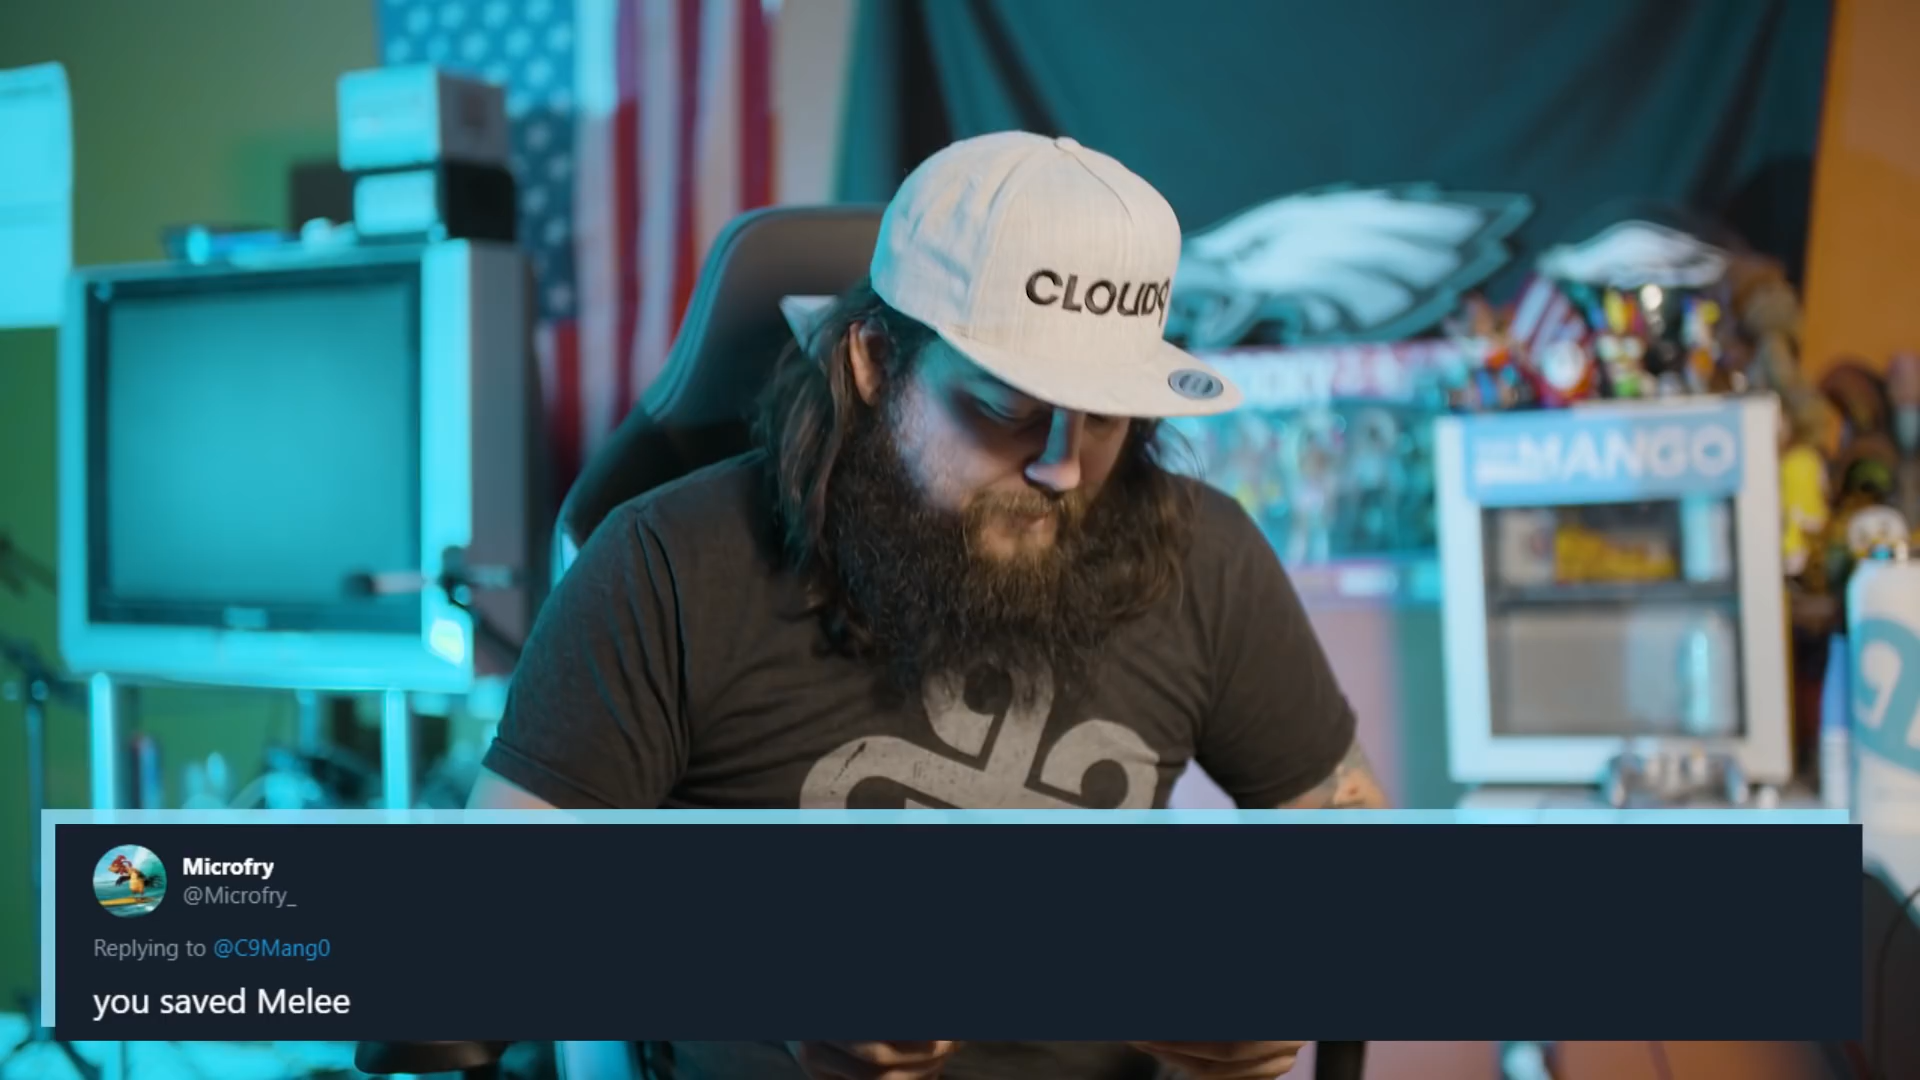 CLOUD9
MANGO
Microfry
@Microfry_
Replying to @C9Mang0
you saved Melee